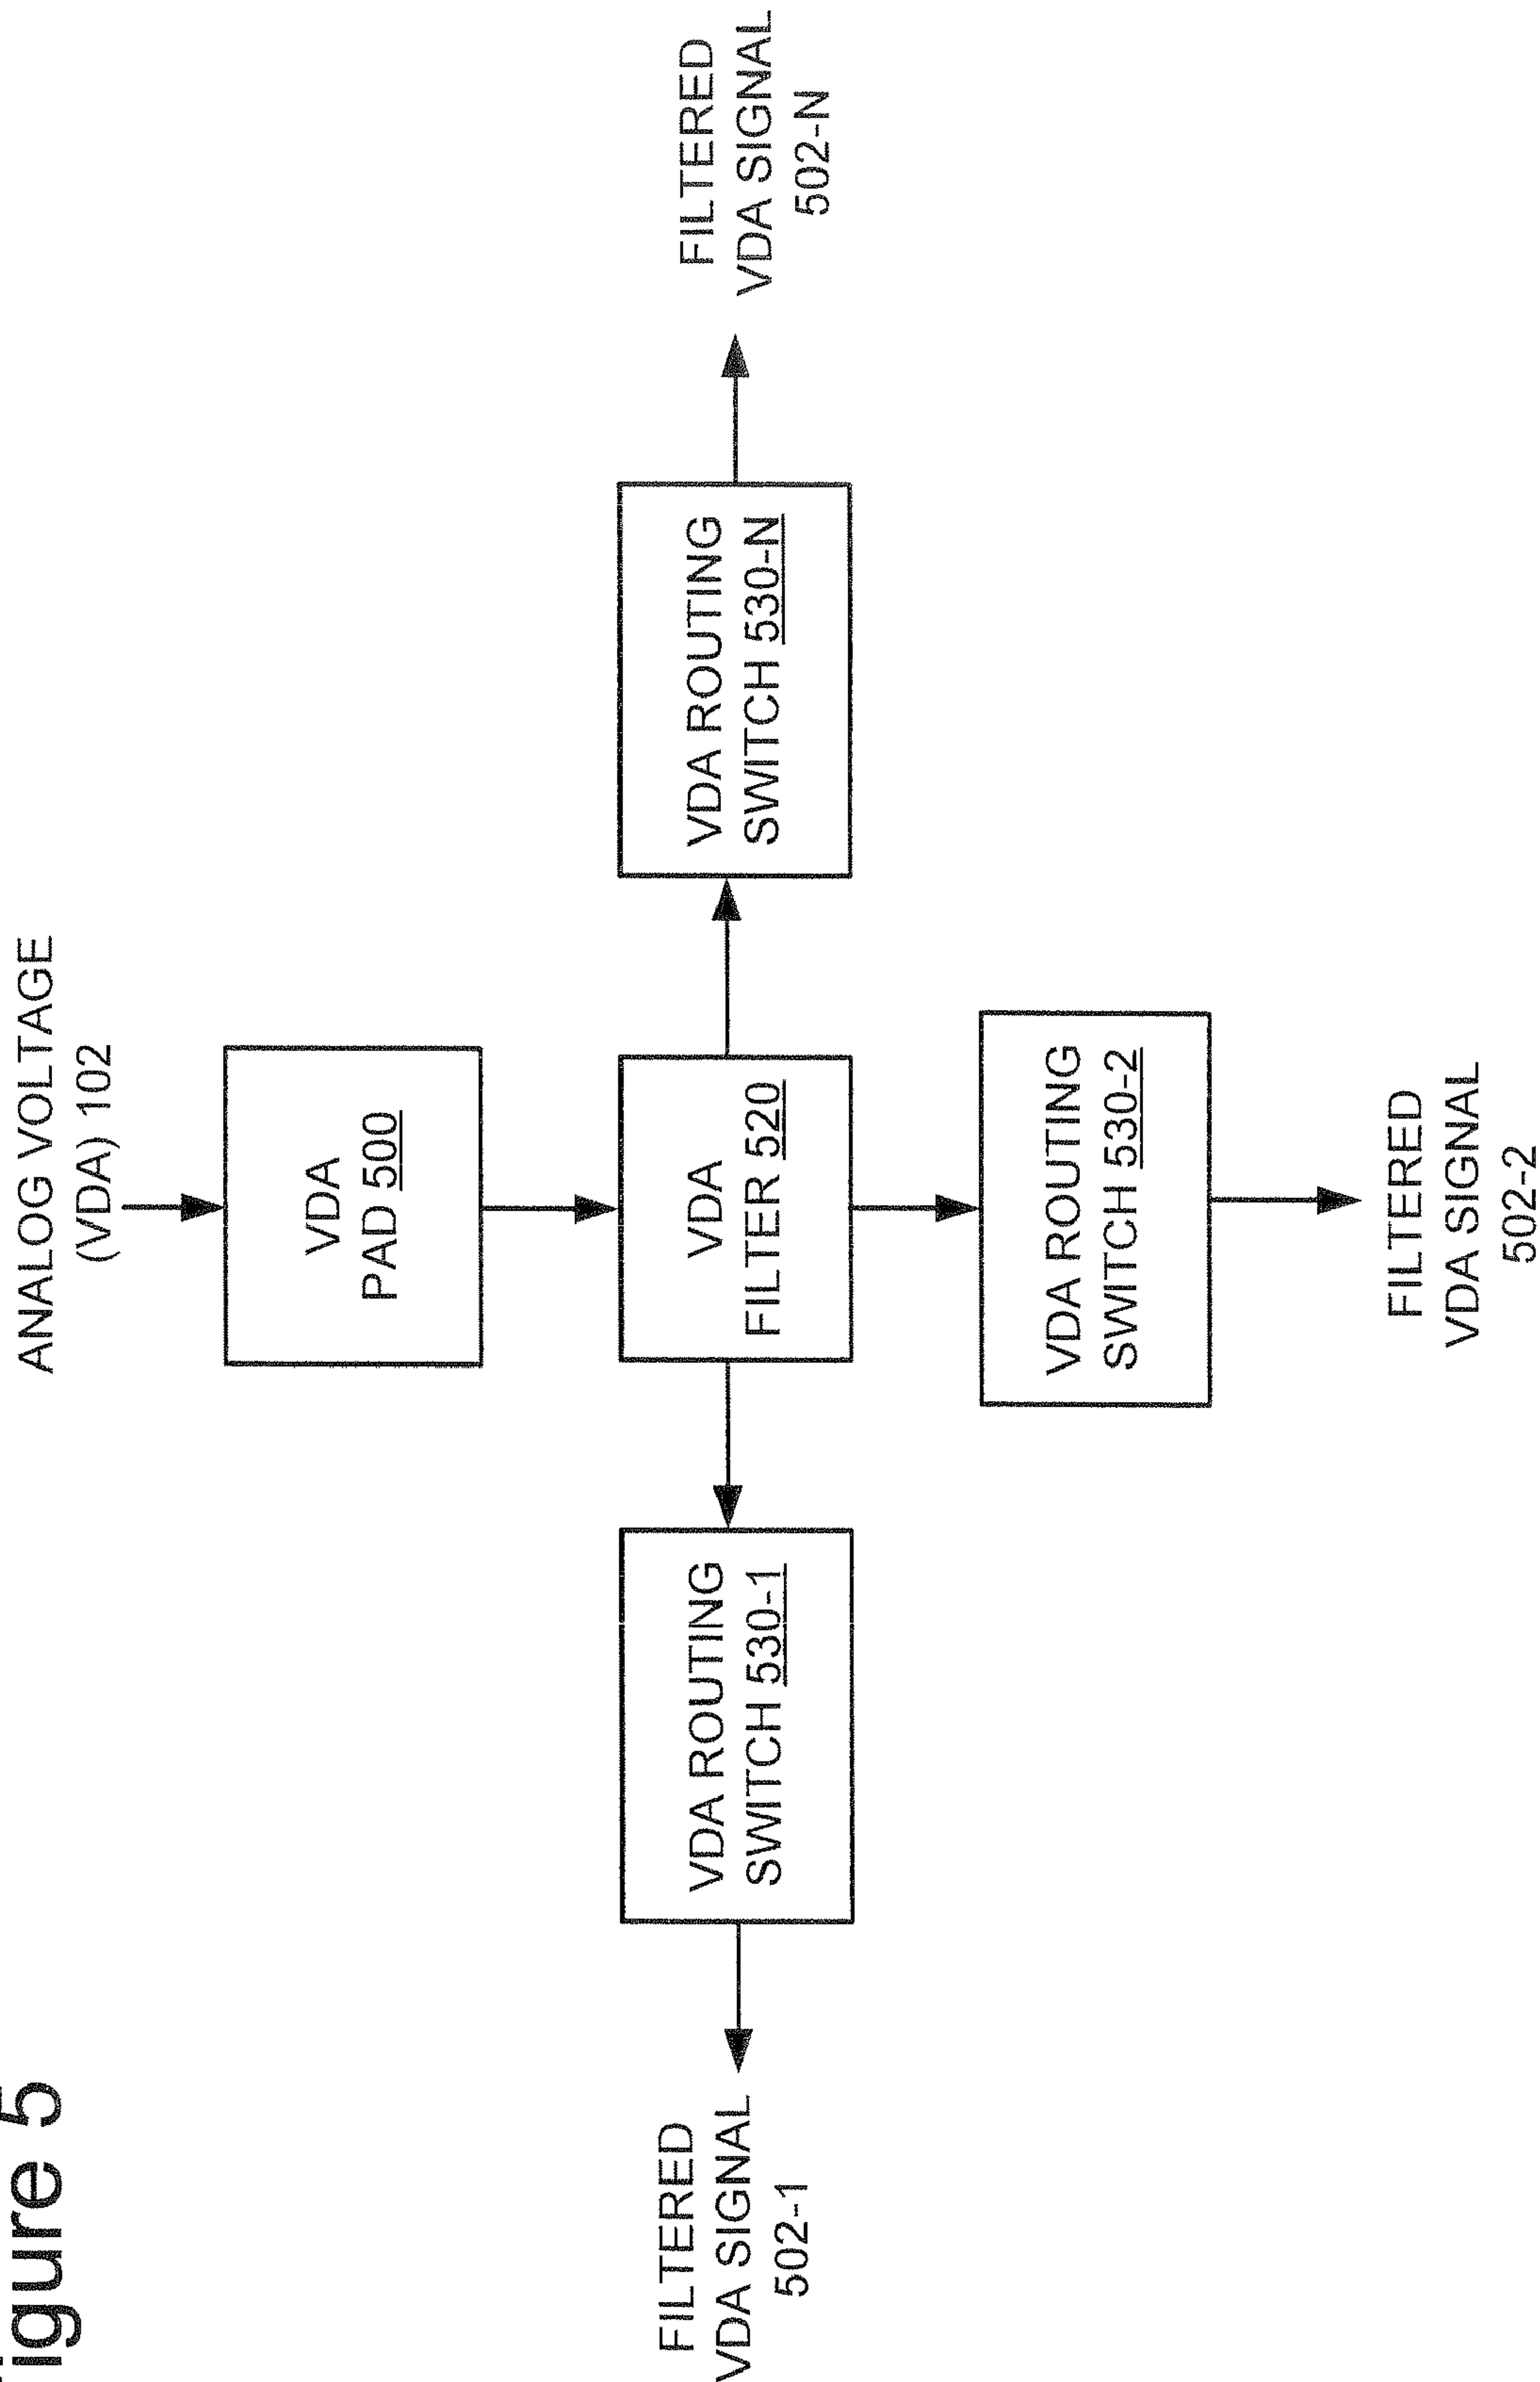 Figure 5
ANALOG VOLTAGE
(VDA) 102
VDA
PAD 500
VDA
FILTER 520
VDA ROUTING
SWITCH 530-1
VDA ROUTING
SWITCH 530-2
VDA ROUTING
SWITCH 530-N
FILTERED
VDA SIGNAL
502-1
FILTERED
VDA SIGNAL
502-2
FILTERED
VDA SIGNAL
502-N